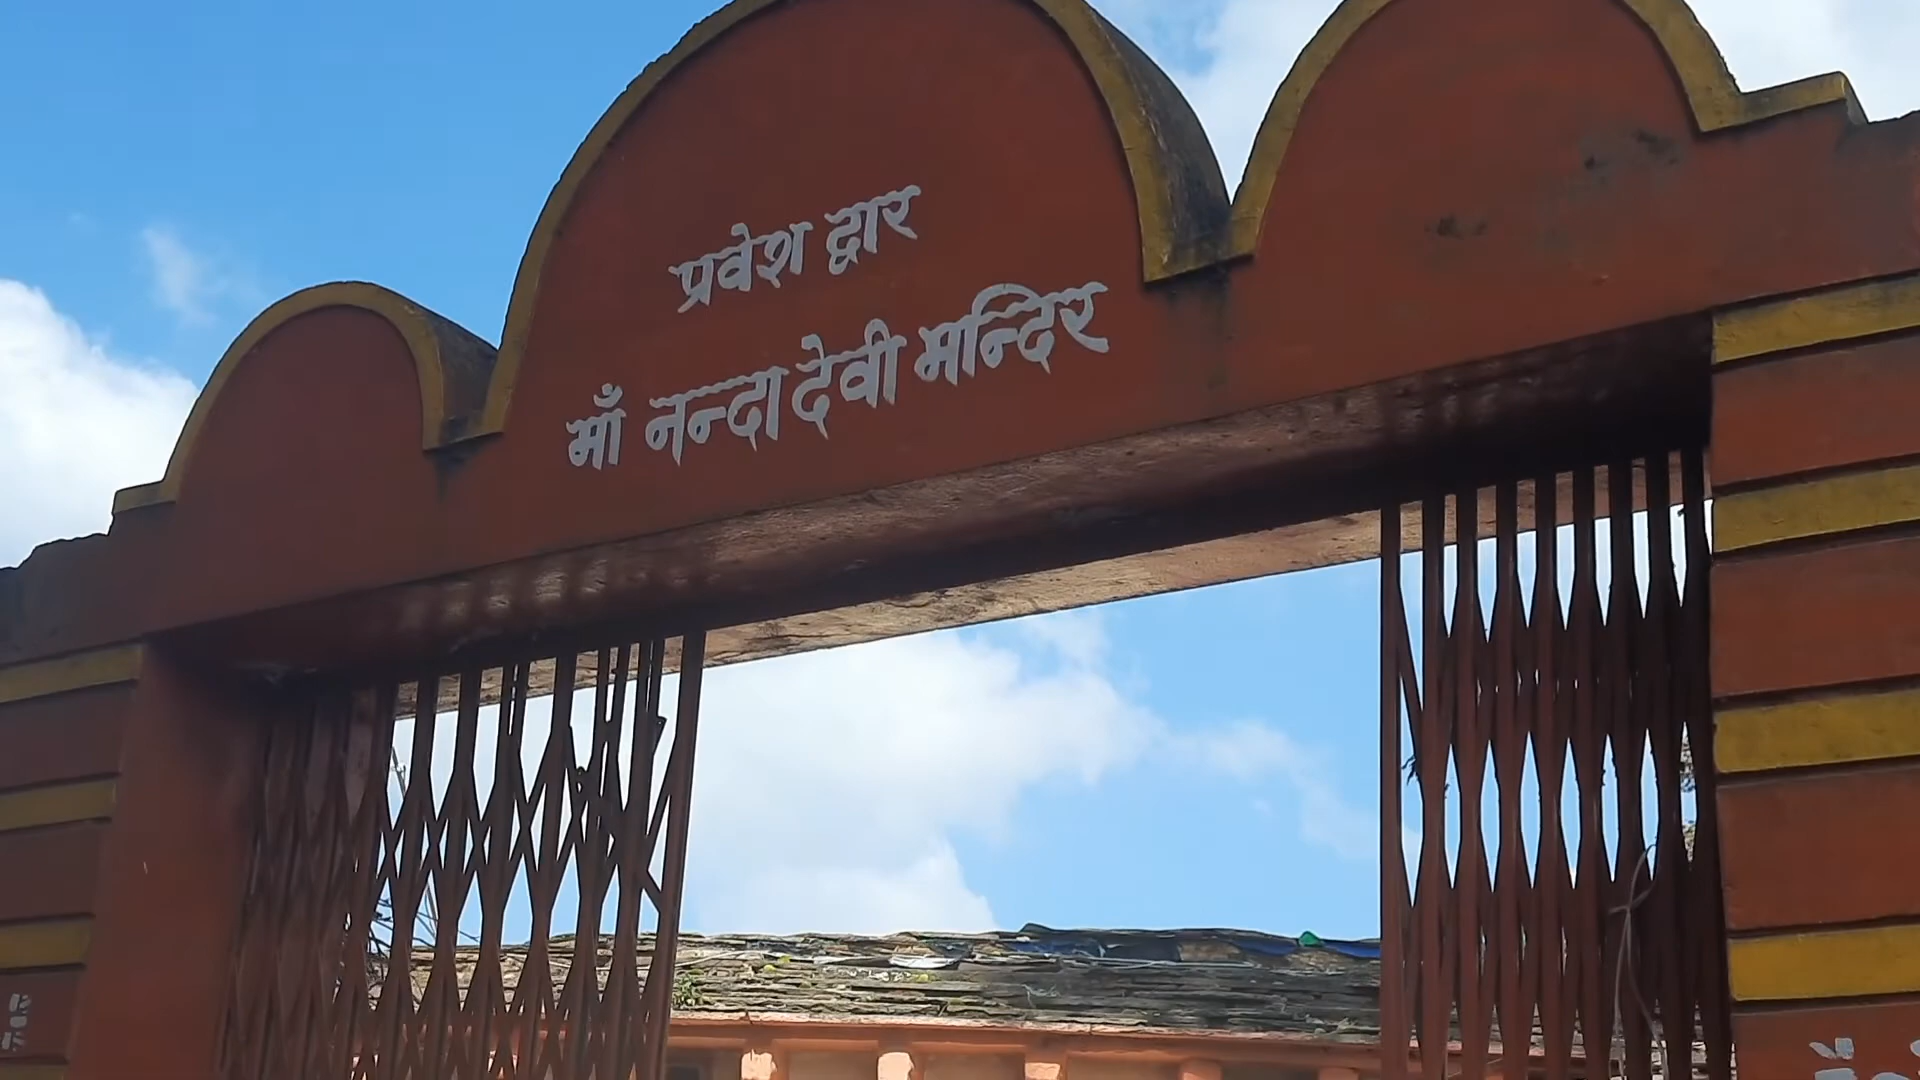 प्रवेश द्वार
माँ नन्दा देवी मन्दिर